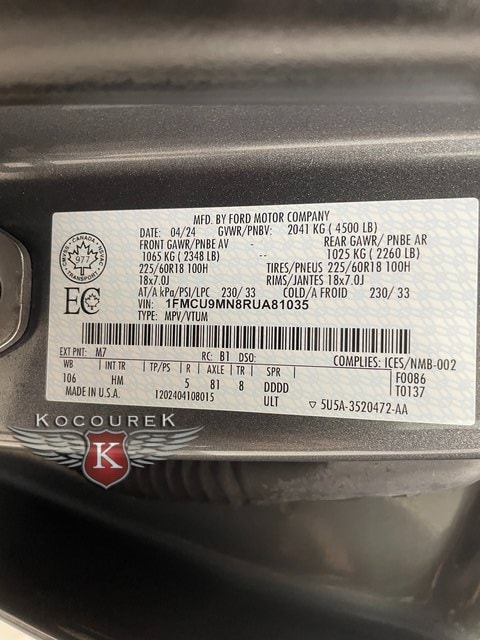 MFD. BY FORD MOTOR COMPANY
DATE: 04/24 GVWR/PNBV: 2041 KG ( 4500 LB)
FRONT GAWR/PNBE AV REAR GAWR/ PNBE AR
1065 KG ( 2348 LB) 1025 KG ( 2260 LB)
225/60R18 100H TIRES/PNEUS 225/60R18 100H
18x7.0J RIMS/JANTES 18x7.0J
AT/A kPa/PSI/LPC 230/ 33 COLD/A FROID 230/ 33
VIN: 1FMCU9MN8RUA81035
TYPE: MPV/VTUM
CANADA
977
TRANSPORT
EC
EXT PNT: M7 RC: B1 DSO: COMPLIES: ICES/NMB-002
WB INT TR TP/PS R AXLE TR SPR F0086
106 HM 5 81 8 DDDD T0137
MADE IN U.S.A. 1202404108015 ULT ▽ 5U5A-3520472-AA
KOCOUREK
K